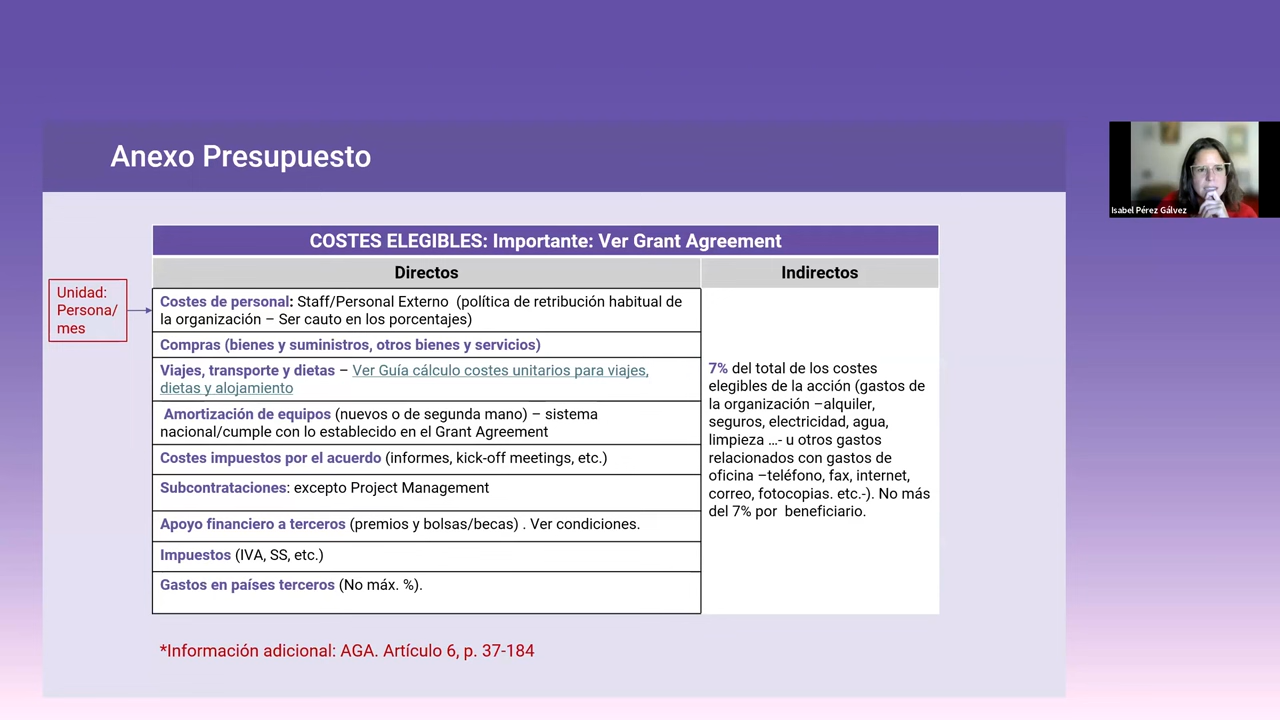 Anexo Presupuesto
Isabel Pérez Gálvez
COSTES ELEGIBLES: Importante: Ver Grant Agreement
Directos
Indirectos
Unidad:
Persona/
mes
Costes de personal: Staff/Personal Externo (política de retribución habitual de
la organización – Ser cauto en los porcentajes)
Compras (bienes y suministros, otros bienes y servicios)
Viajes, transporte y dietas – Ver Guía cálculo costes unitarios para viajes,
dietas y alojamiento
Amortización de equipos (nuevos o de segunda mano) – sistema
nacional/cumple con lo establecido en el Grant Agreement
Costes impuestos por el acuerdo (informes, kick-off meetings, etc.)
Subcontrataciones: excepto Project Management
Apoyo financiero a terceros (premios y bolsas/becas) . Ver condiciones.
Impuestos (IVA, SS, etc.)
Gastos en países terceros (No máx. %).
7% del total de los costes
elegibles de la acción (gastos de
la organización –alquiler,
seguros, electricidad, agua,
limpieza ...- u otros gastos
relacionados con gastos de
oficina –teléfono, fax, internet,
correo, fotocopias. etc.-). No más
del 7% por beneficiario.
*Información adicional: AGA. Artículo 6, p. 37-184